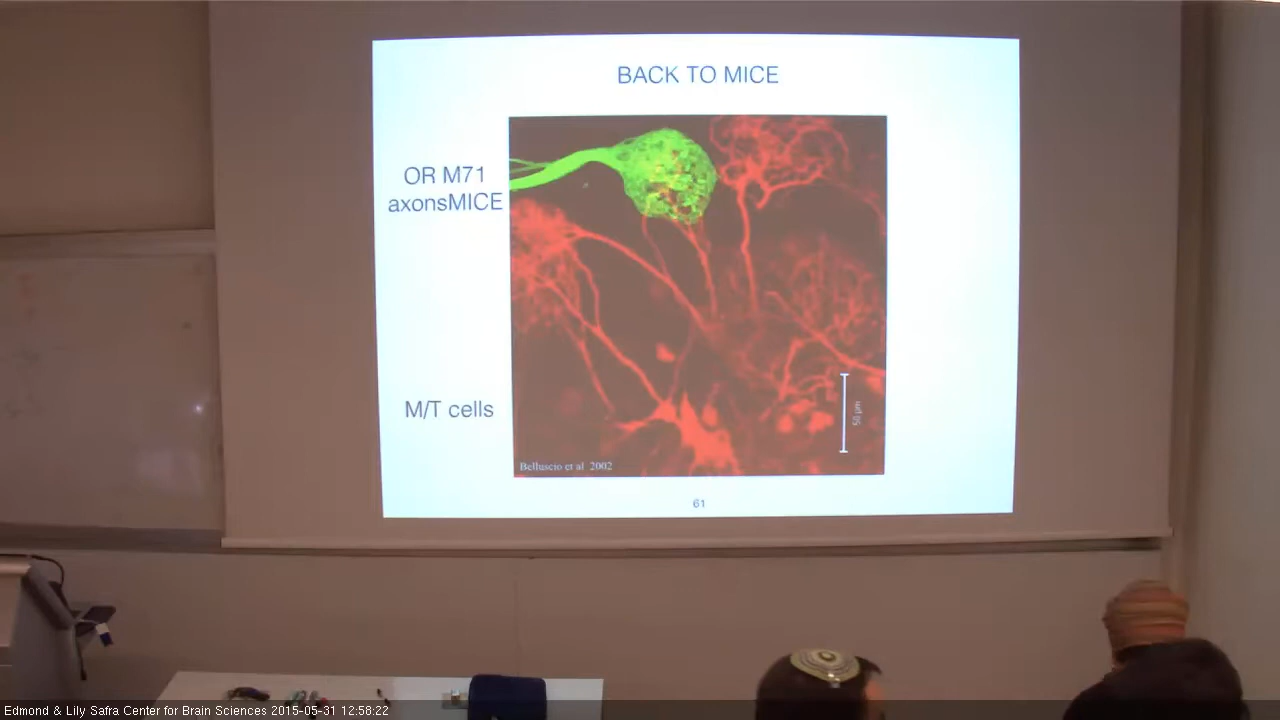 BACK TO MICE
OR M71
axonsMICE
M/T cells
50 µm
Belluscio et al 2002
61
Edmond & Lily Safra Center for Brain Sciences 2015-05-31 12:58:22